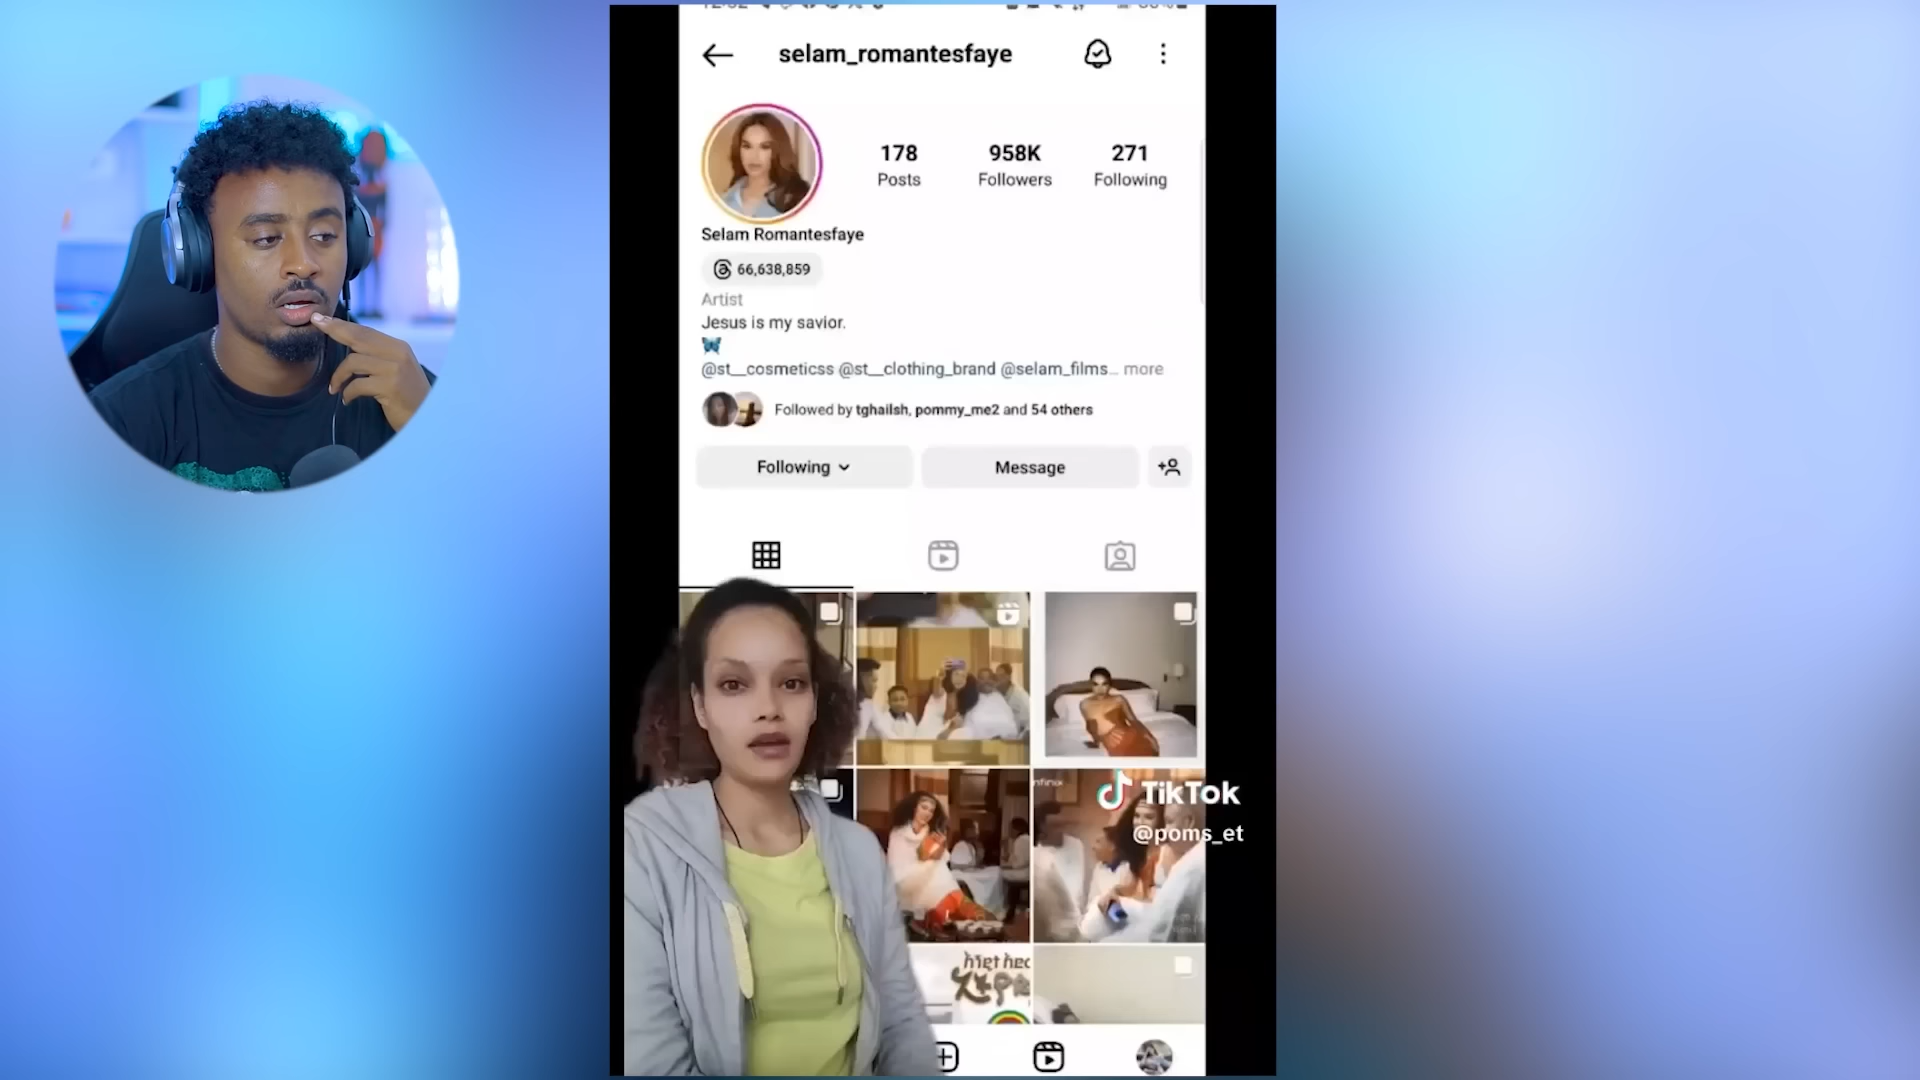 selam_romantesfaye
178
Posts
958K
Followers
271
Following
Selam Romantesfaye
66,638,859
Artist
Jesus is my savior.
@st__cosmeticss @st__clothing_brand @selam_films... more
Followed by tghailsh, pommy_me2 and 54 others
Following
Message
TikTok
@poms_et